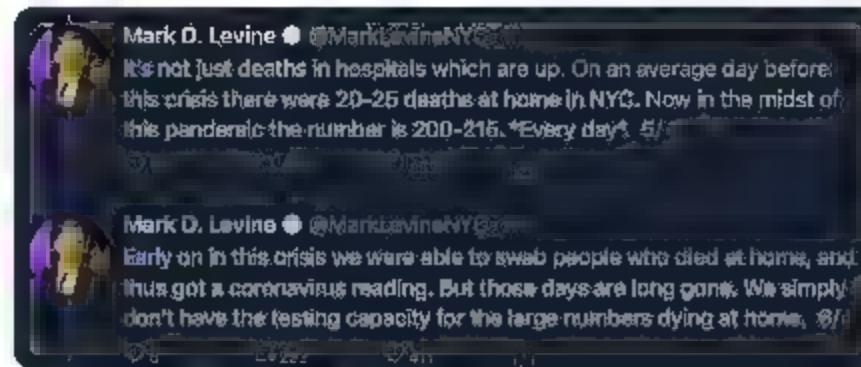 Mark D. Levine @MarkLevineNYC
It's not just deaths in hospitals which are up. On an average day before
this crisis there were 20-25 deaths at home in NYC. Now in the midst of
this pandemic the number is 200-215. *Every day*. 5/
Mark D. Levine @MarkLevineNYC
Early on in this crisis we were able to swab people who died at home, and
thus got a coronavirus reading. But those days are long gone. We simply
don't have the testing capacity for the large numbers dying at home. 6/